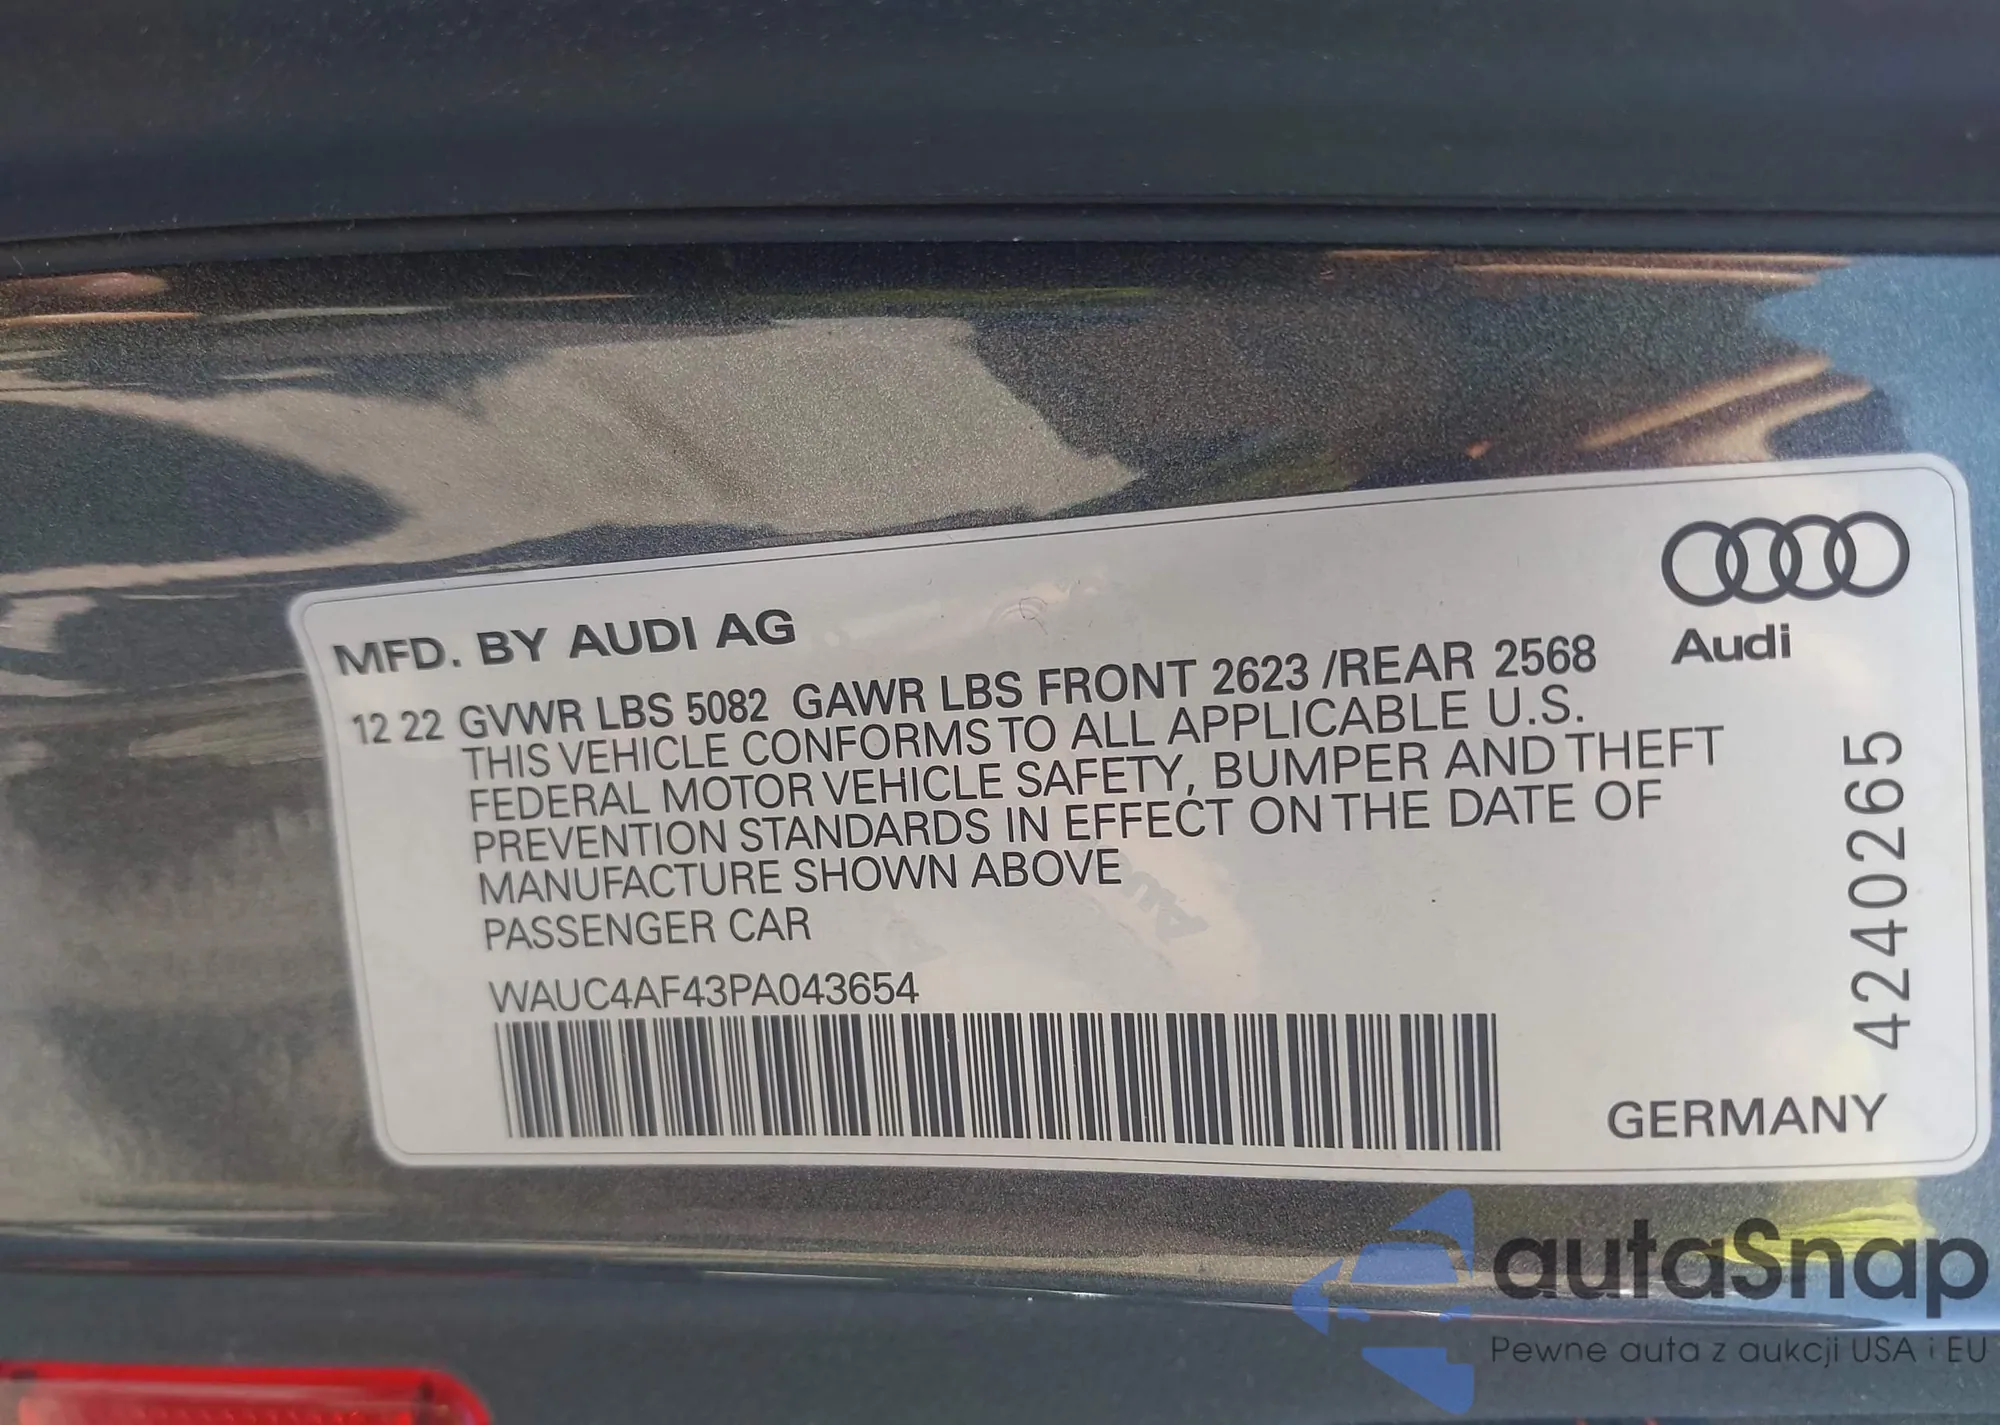 MFD. BY AUDI AG
Audi
12 22 GVWR LBS 5082 GAWR LBS FRONT 2623 /REAR 2568
THIS VEHICLE CONFORMS TO ALL APPLICABLE U.S.
FEDERAL MOTOR VEHICLE SAFETY, BUMPER AND THEFT
PREVENTION STANDARDS IN EFFECT ON THE DATE OF
MANUFACTURE SHOWN ABOVE
PASSENGER CAR
WAUC4AF43PA043654
4240265
GERMANY
autaSnap
Pewne auta z aukcji USA i EU